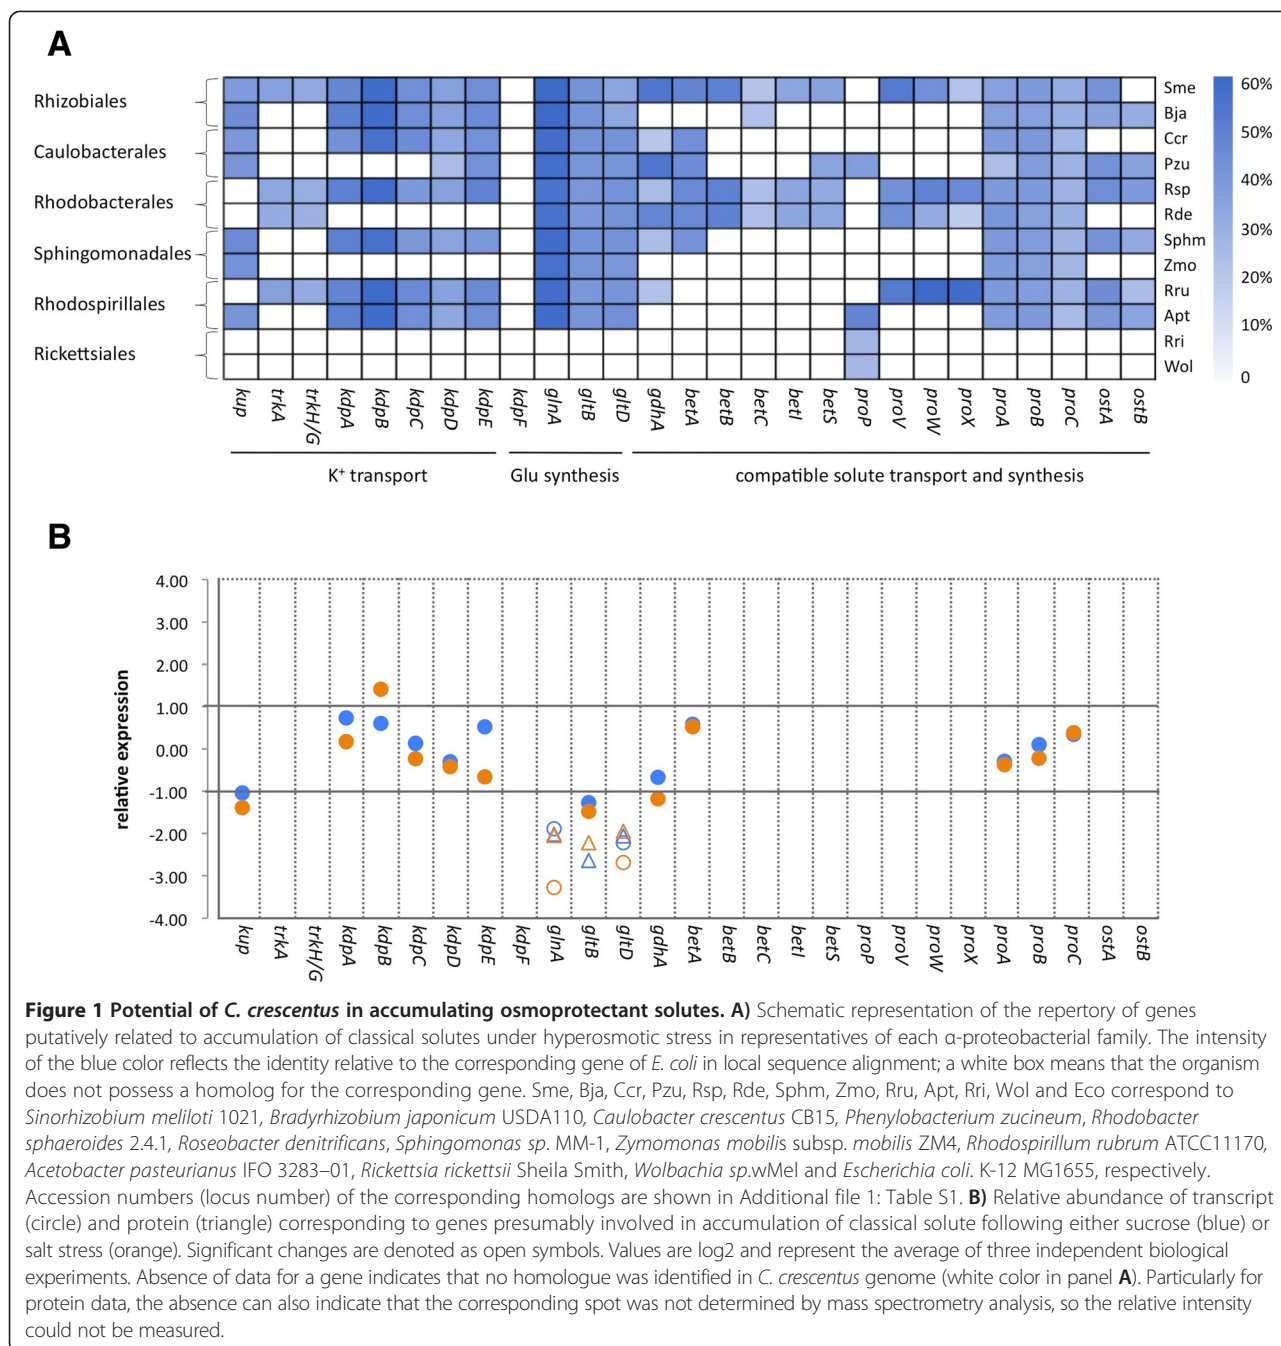 A
Rhizobiales
Caulobacterales
Rhodobacterales
Sphingomonadales
Rhodospirillales
Rickettsiales
Sme
Bja
Ccr
Pzu
Rsp
Rde
Sphm
Zmo
Rru
Apt
Rri
Wol
60%
50%
40%
30%
20%
10%
0
kup trkA trkH/G kdpA kdpB kdpC kdpD kdpE kdpF glnA gltB gltD gdhA betA betB betC betI betS proP proV proW proX proA proB proC ostA ostB
K+ transport Glu synthesis compatible solute transport and synthesis
B
relative expression
4.00
3.00
2.00
1.00
0.00
-1.00
-2.00
-3.00
-4.00
kup trkA trkH/G kdpA kdpB kdpC kdpD kdpE kdpF glnA gltB gltD gdhA betA betB betC betI betS proP proV proW proX proA proB proC ostA ostB
Figure 1 Potential of C. crescentus in accumulating osmoprotectant solutes. A) Schematic representation of the repertory of genes
putatively related to accumulation of classical solutes under hyperosmotic stress in representatives of each α-proteobacterial family. The intensity
of the blue color reflects the identity relative to the corresponding gene of E. coli in local sequence alignment; a white box means that the organism
does not possess a homolog for the corresponding gene. Sme, Bja, Ccr, Pzu, Rsp, Rde, Sphm, Zmo, Rru, Apt, Rri, Wol and Eco correspond to
Sinorhizobium meliloti 1021, Bradyrhizobium japonicum USDA110, Caulobacter crescentus CB15, Phenylobacterium zucineum, Rhodobacter
sphaeroides 2.4.1, Roseobacter denitrificans, Sphingomonas sp. MM-1, Zymomonas mobilis subsp. mobilis ZM4, Rhodospirillum rubrum ATCC11170,
Acetobacter pasteurianus IFO 3283–01, Rickettsia rickettsii Sheila Smith, Wolbachia sp.wMel and Escherichia coli. K-12 MG1655, respectively.
Accession numbers (locus number) of the corresponding homologs are shown in Additional file 1: Table S1. B) Relative abundance of transcript
(circle) and protein (triangle) corresponding to genes presumably involved in accumulation of classical solute following either sucrose (blue) or
salt stress (orange). Significant changes are denoted as open symbols. Values are log2 and represent the average of three independent biological
experiments. Absence of data for a gene indicates that no homologue was identified in C. crescentus genome (white color in panel A). Particularly for
protein data, the absence can also indicate that the corresponding spot was not determined by mass spectrometry analysis, so the relative intensity
could not be measured.